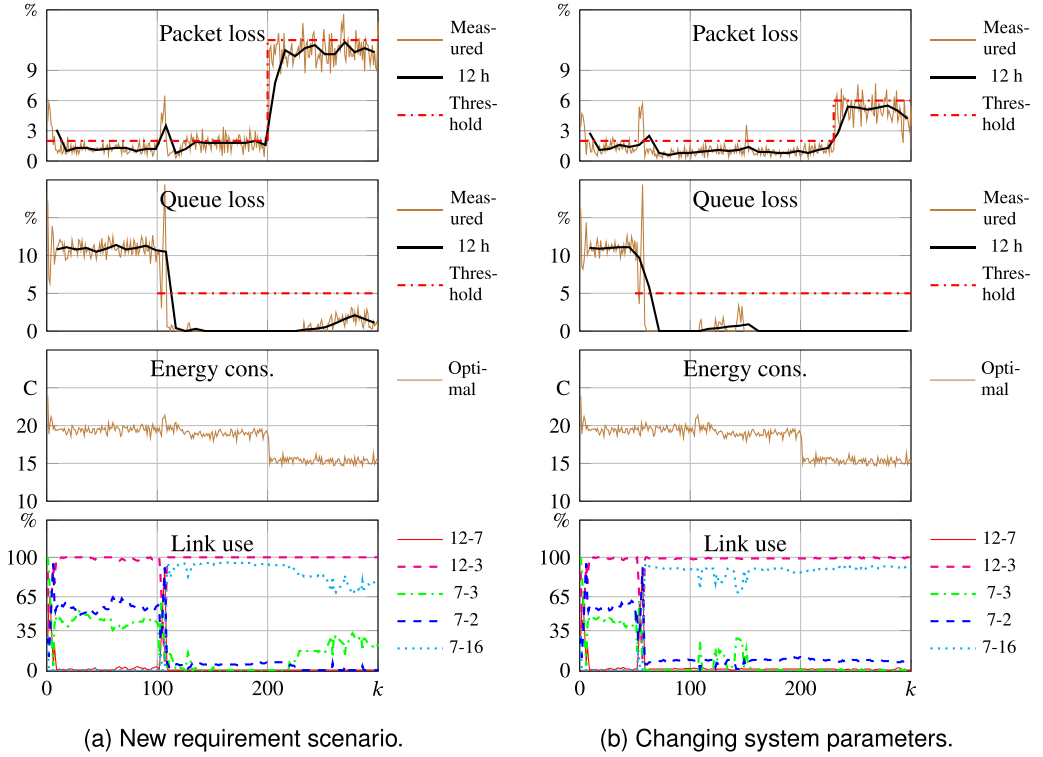 %
Packet loss
9
6
3
0
Meas-
ured
12 h
Thres-
hold
Queue loss
%
10
5
0
Meas-
ured
12 h
Thres-
hold
Energy cons.
C
20
15
10
Opti-
mal
%
Link use
100
65
35
0
0 100 200 k
12-7
12-3
7-3
7-2
7-16
(a) New requirement scenario.
%
Packet loss
9
6
3
0
Meas-
ured
12 h
Thres-
hold
Queue loss
%
10
5
0
Meas-
ured
12 h
Thres-
hold
Energy cons.
C
20
15
10
Opti-
mal
%
Link use
100
65
35
0
0 100 200 k
12-7
12-3
7-3
7-2
7-16
(b) Changing system parameters.